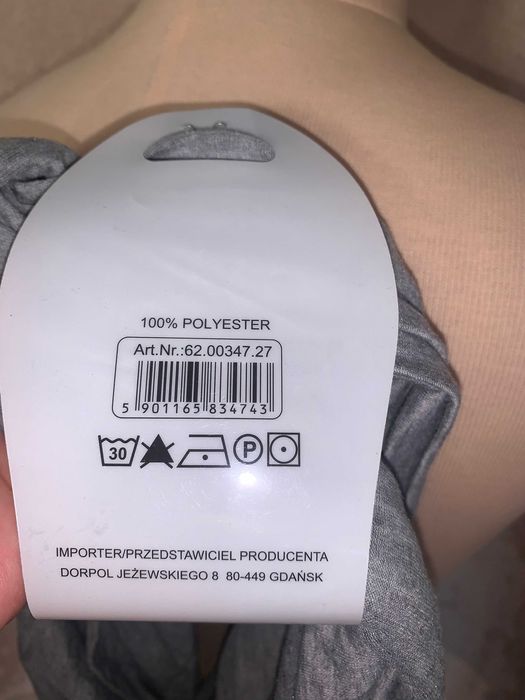 100% POLYESTER
Art.Nr.:62.00347.27
5 901165 834743
30 P
IMPORTER/PRZEDSTAWICIEL PRODUCENTA
DORPOL JEŻEWSKIEGO 8 80-449 GDAŃSK